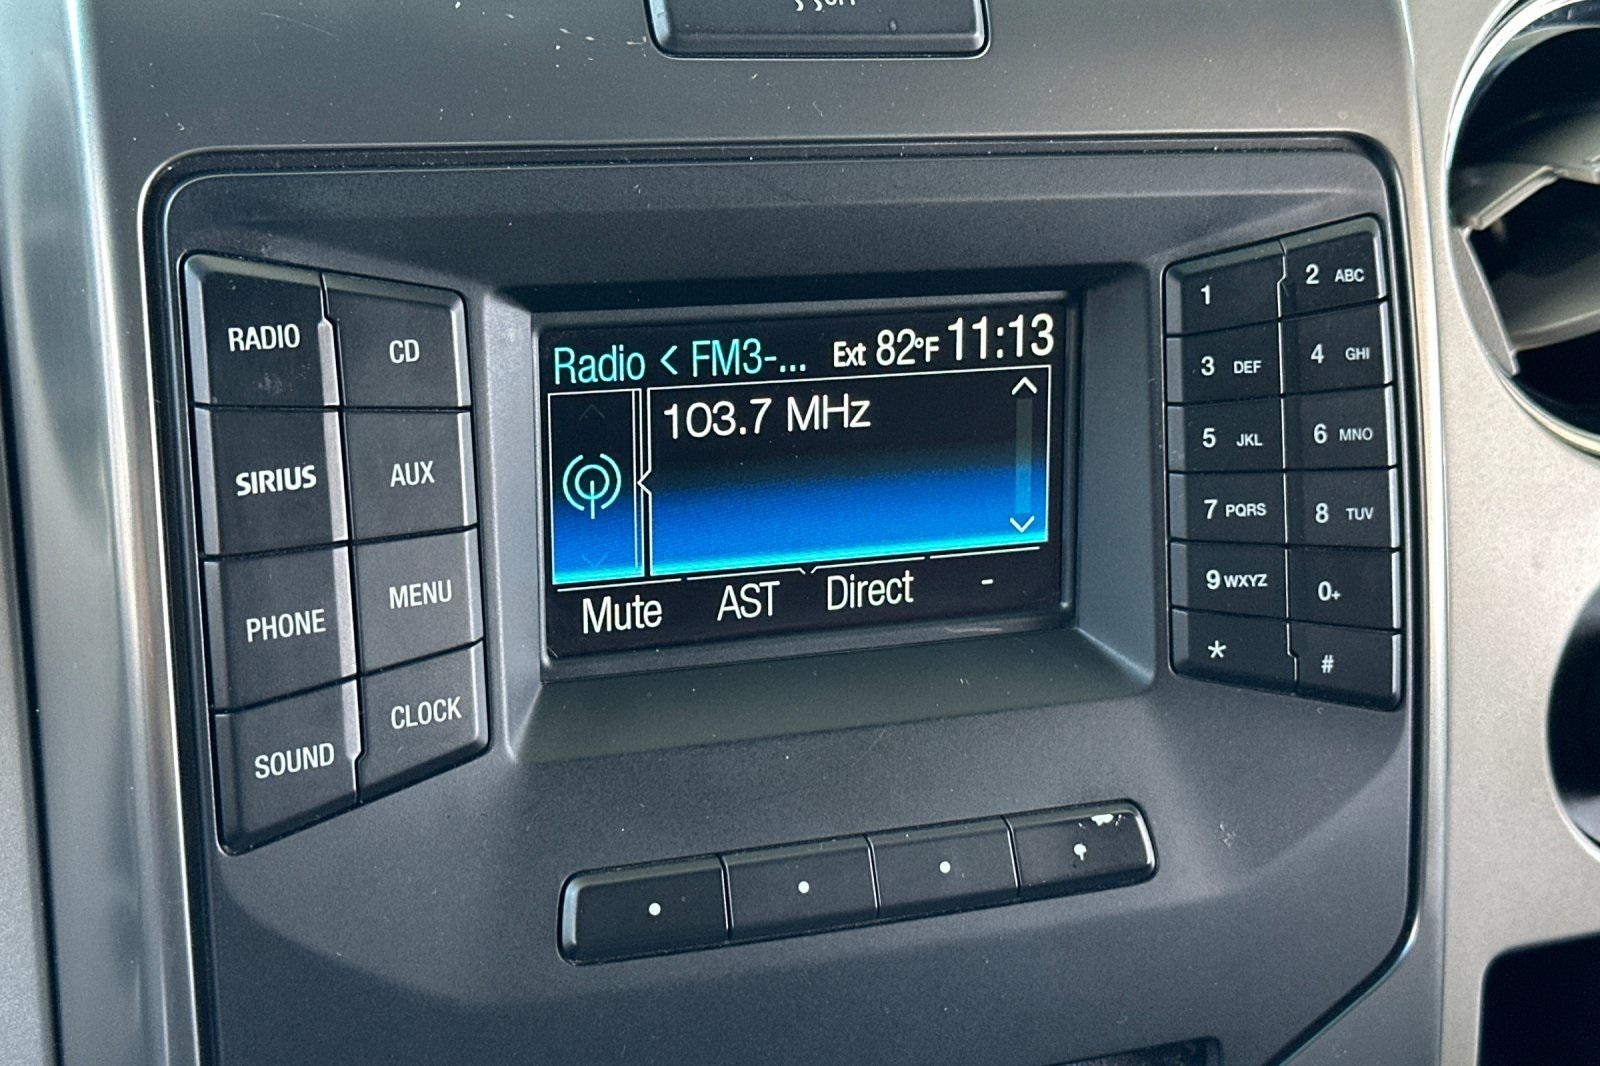 RADIO
CD
SIRIUS
AUX
PHONE
MENU
SOUND
CLOCK
Radio < FM3-... Ext 82°F 11:13
103.7 MHz
Mute AST Direct -
1
2 ABC
3 DEF
4 GHI
5 JKL
6 MNO
7 PQRS
8 TUV
9 WXYZ
0+
*
#